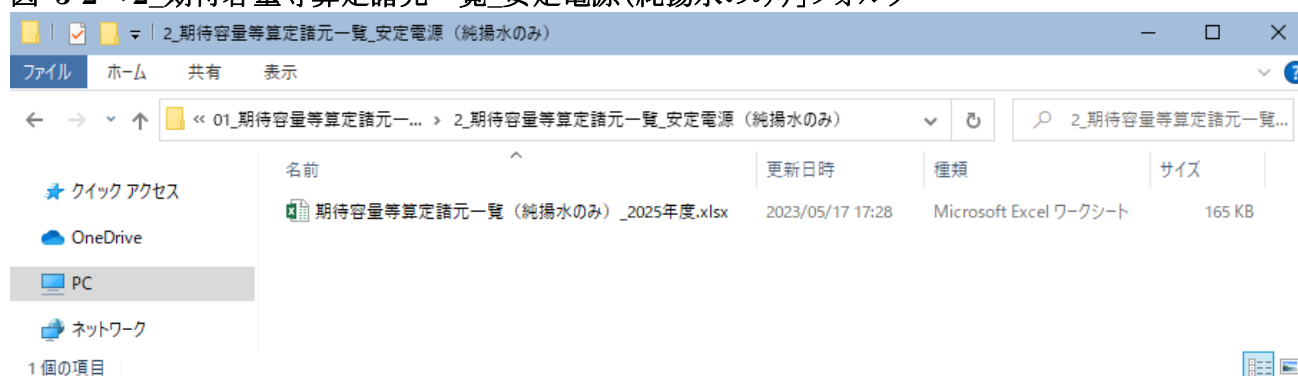 2_期待容量等算定諸元一覧_安定電源（純揚水のみ）
ファイル ホーム 共有 表示
« 01_期待容量等算定諸元一... › 2_期待容量等算定諸元一覧_安定電源（純揚水のみ）
2_期待容量等算定諸元一覧...
名前 更新日時 種類 サイズ
クイック アクセス
期待容量等算定諸元一覧（純揚水のみ）_2025年度.xlsx 2023/05/17 17:28 Microsoft Excel ワークシート 165 KB
OneDrive
PC
ネットワーク
1 個の項目